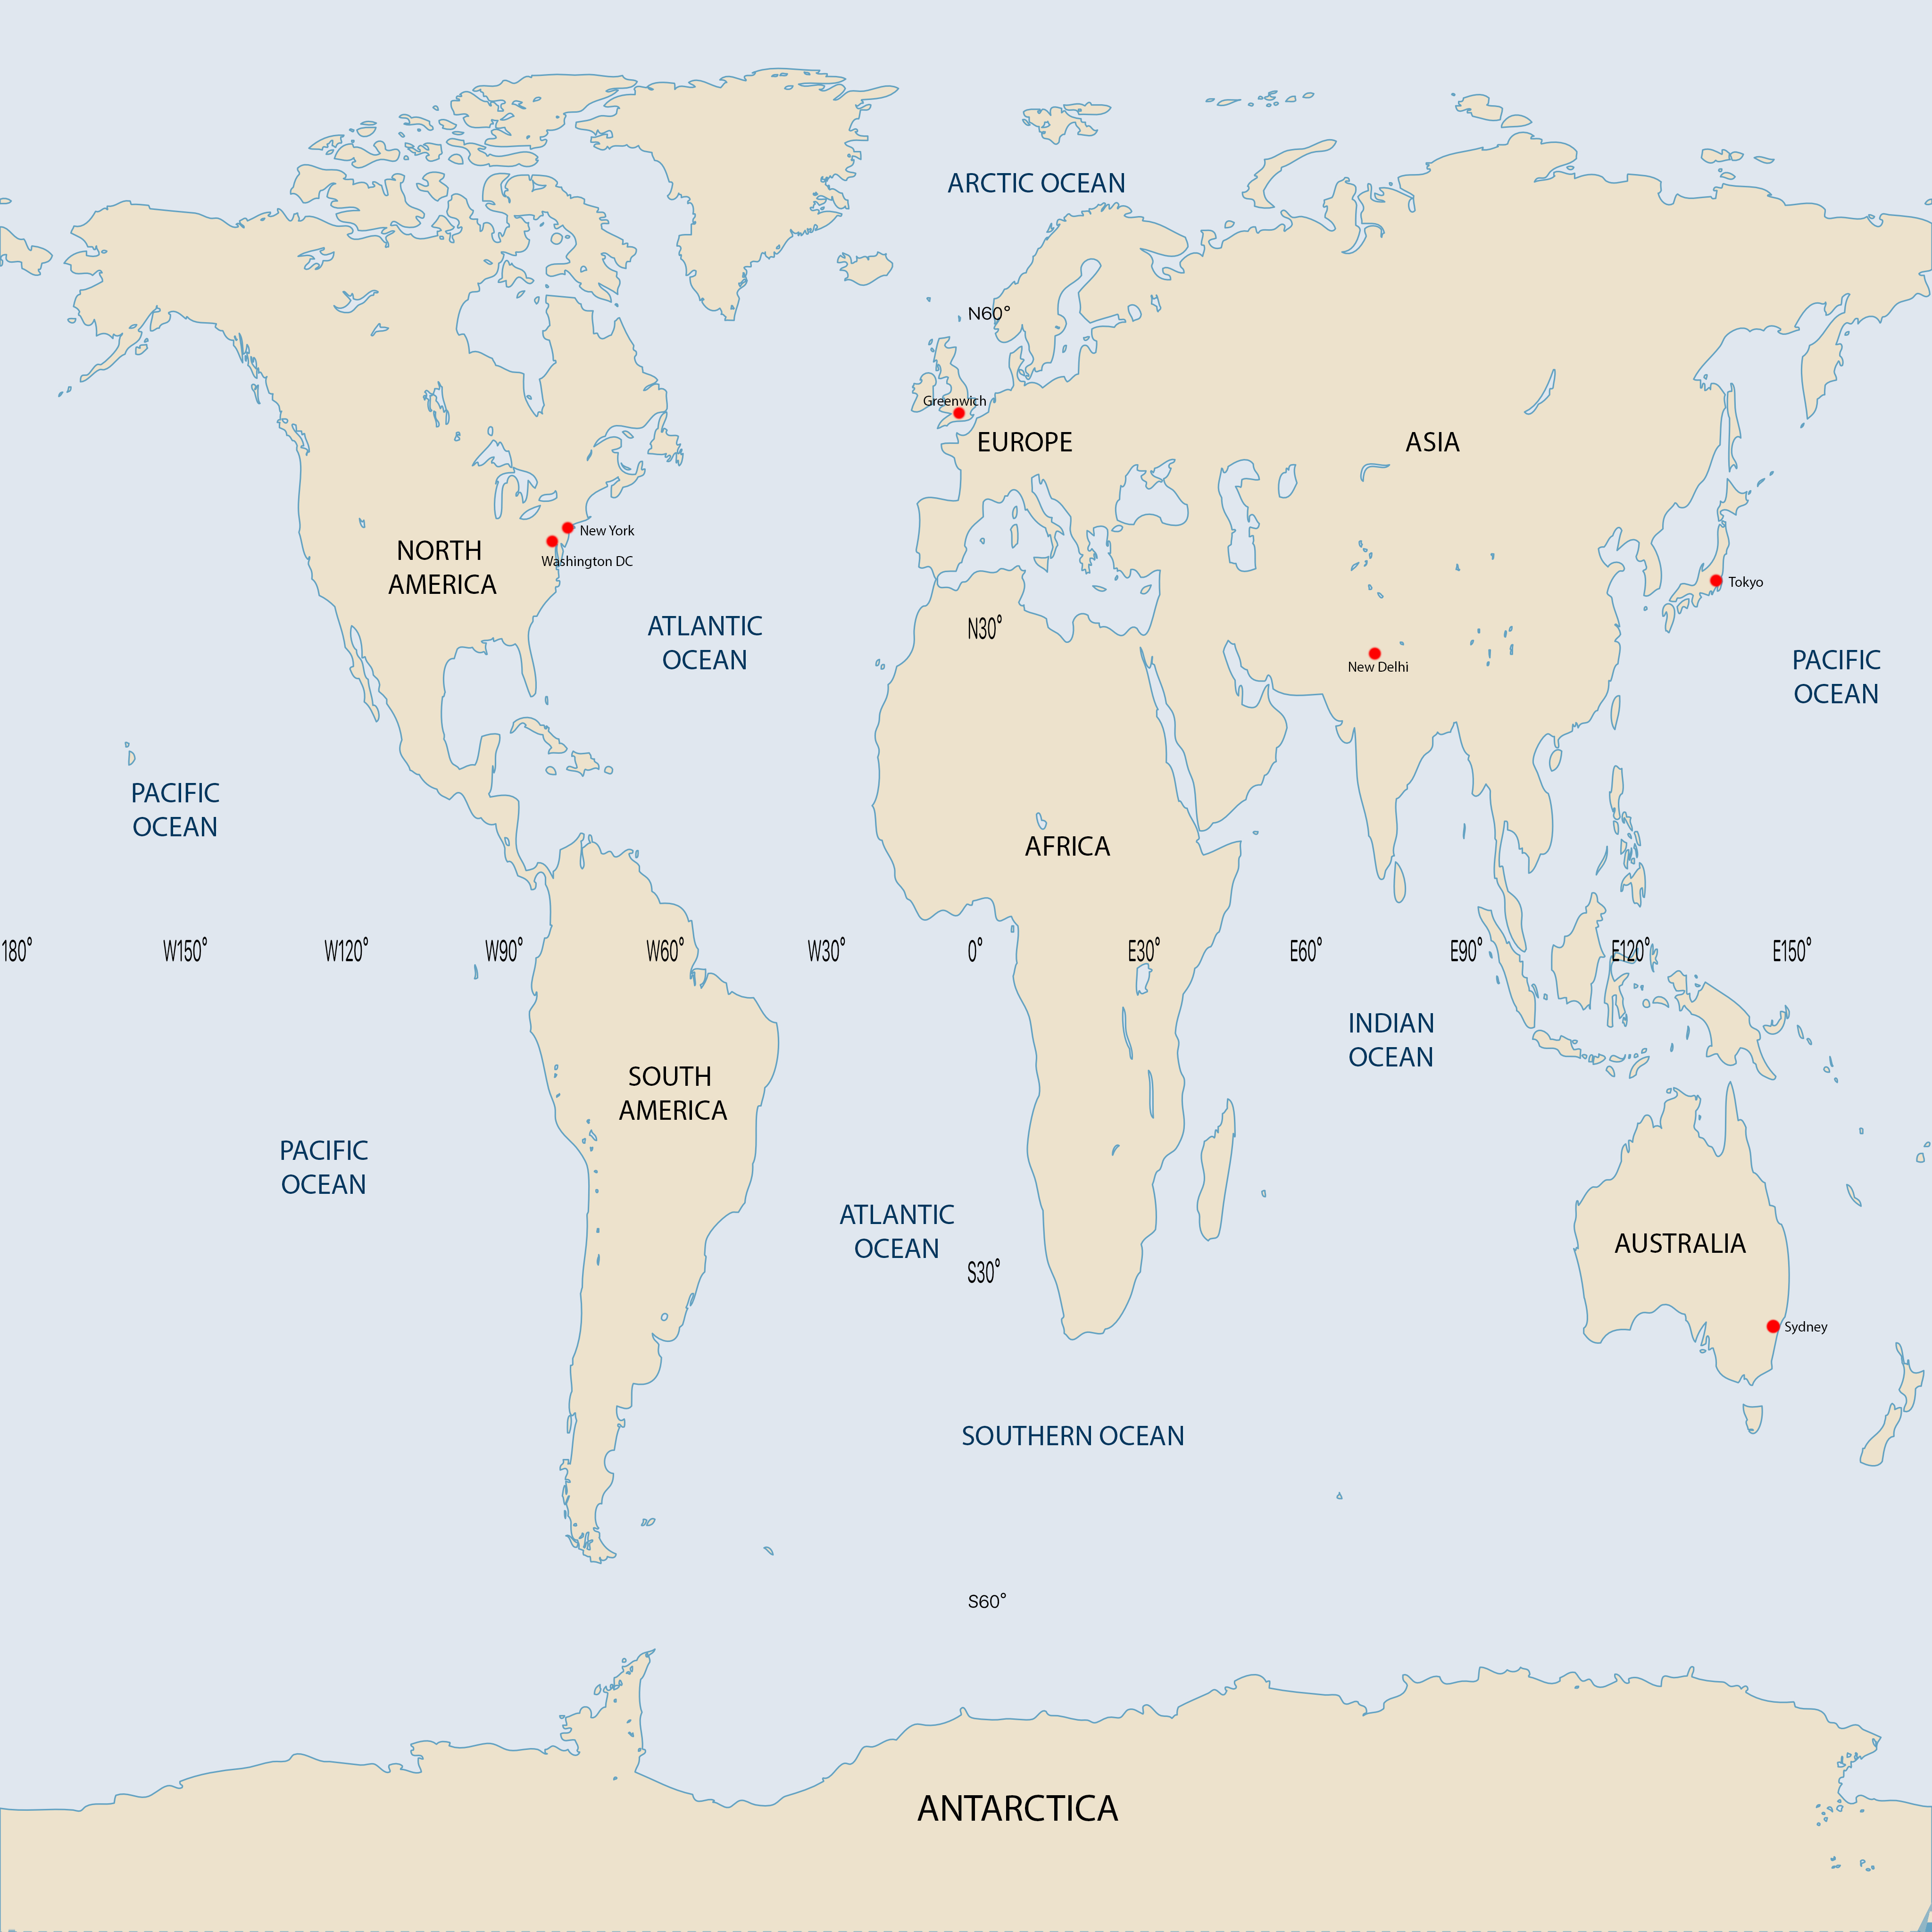 ARCTIC OCEAN
N60°
Greenwich
EUROPE
ASIA
New York
NORTH
AMERICA
Washington DC
Tokyo
ATLANTIC
OCEAN
N30°
New Delhi
PACIFIC
OCEAN
PACIFIC
OCEAN
AFRICA
180°
W150°
W120°
W90°
W60°
W30°
0°
E30°
E60°
E90°
E120°
E150°
INDIAN
OCEAN
SOUTH
AMERICA
PACIFIC
OCEAN
ATLANTIC
OCEAN
AUSTRALIA
S30°
Sydney
SOUTHERN OCEAN
S60°
ANTARCTICA